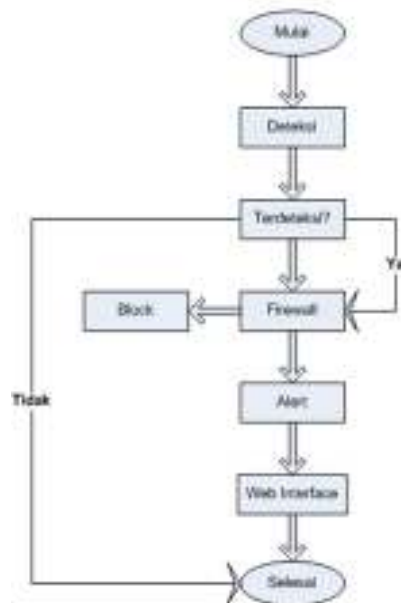 Mulai
Deteksi
Terdeteksi?
Ya
Block
Firewall
Tidak
Alert
Web Interface
Selesai